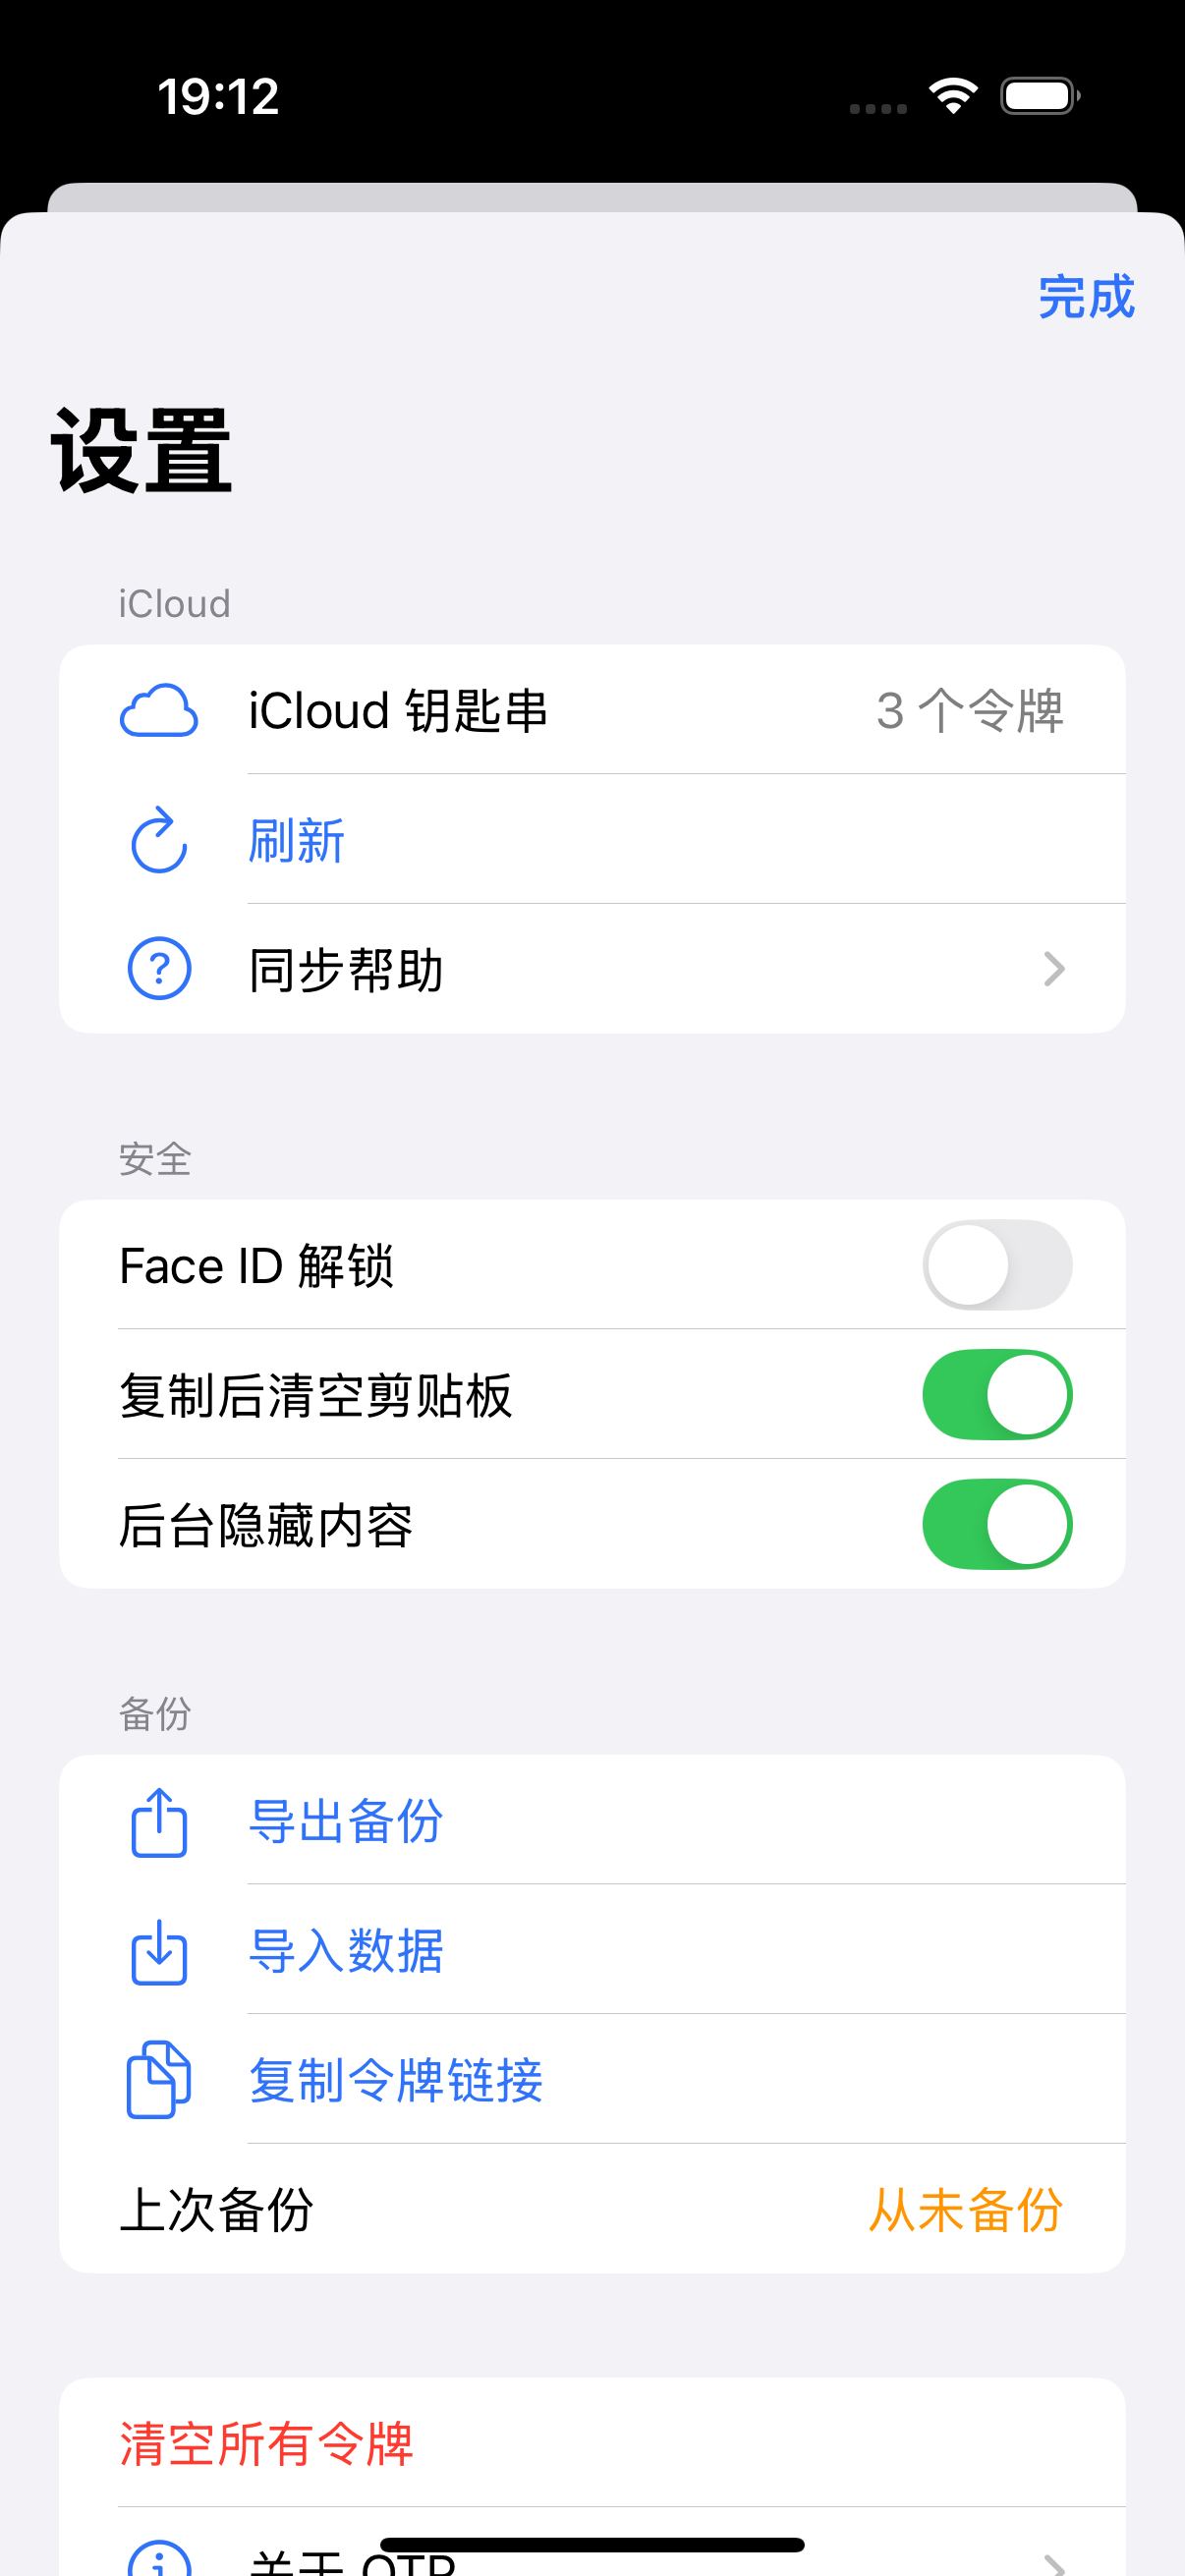 19:12
完成
设置
iCloud
iCloud 钥匙串 3 个令牌
刷新
同步帮助
安全
Face ID 解锁
复制后清空剪贴板
后台隐藏内容
备份
导出备份
导入数据
复制令牌链接
上次备份 从未备份
清空所有令牌
关于 OTP